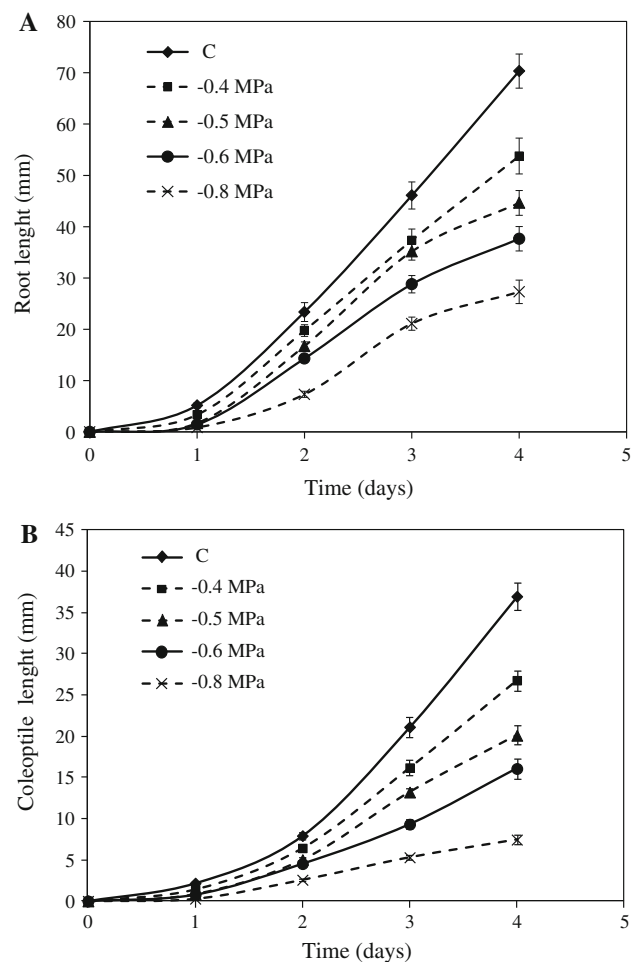 A
80
70
60
50
40
30
20
10
0
Root lenght (mm)
C
-0.4 MPa
-0.5 MPa
-0.6 MPa
-0.8 MPa
0 1 2 3 4 5
Time (days)
B
45
40
35
30
25
20
15
10
5
0
Coleoptile lenght (mm)
C
-0.4 MPa
-0.5 MPa
-0.6 MPa
-0.8 MPa
0 1 2 3 4 5
Time (days)